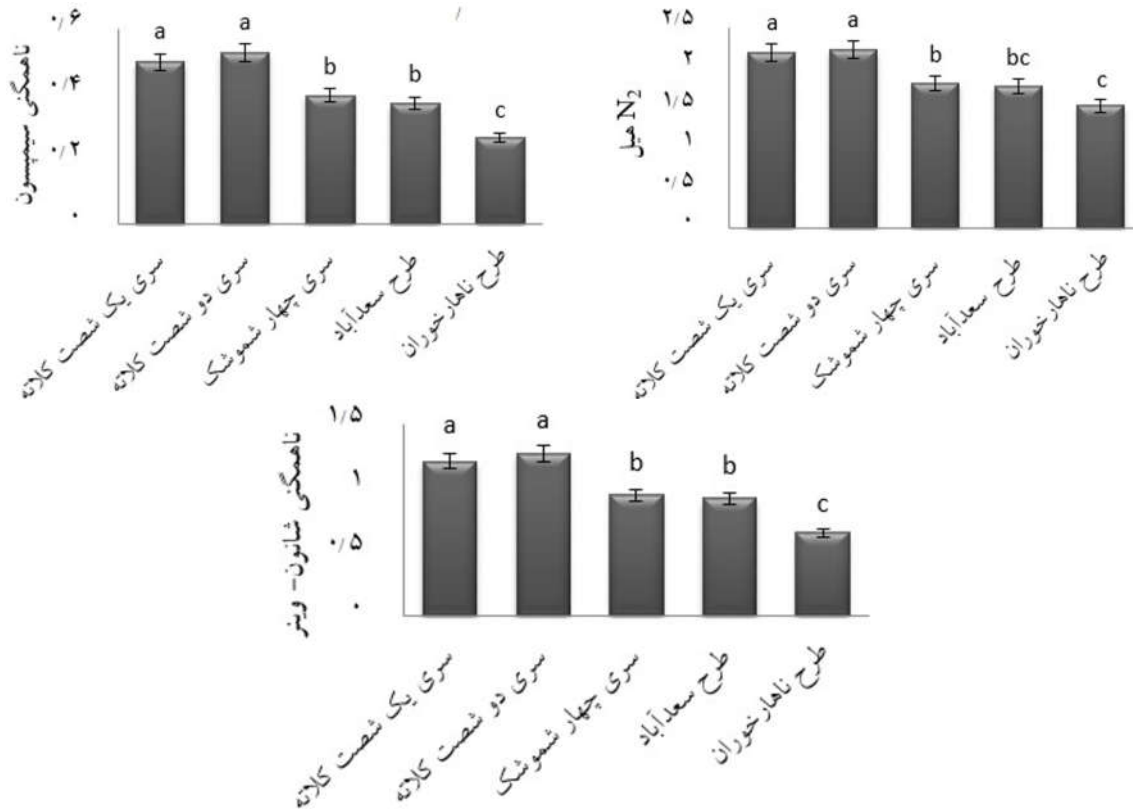 ناهمگنی سیمپسون
۰/۶
۰/۴
۰/۲
۰
/
a
a
b
b
c
سری یک شصت کلاته
سری دو شصت کلاته
سری چهار شموشک
طرح سعدآباد
طرح ناهارخوران
N2 هیل
۲/۵
۲
۱/۵
۱
۰/۵
۰
a
a
b
bc
c
سری یک شصت کلاته
سری دو شصت کلاته
سری چهار شموشک
طرح سعدآباد
طرح ناهارخوران
ناهمگنی شانون- وینر
۱/۵
۱
۰/۵
۰
a
a
b
b
c
سری یک شصت کلاته
سری دو شصت کلاته
سری چهار شموشک
طرح سعدآباد
طرح ناهارخوران